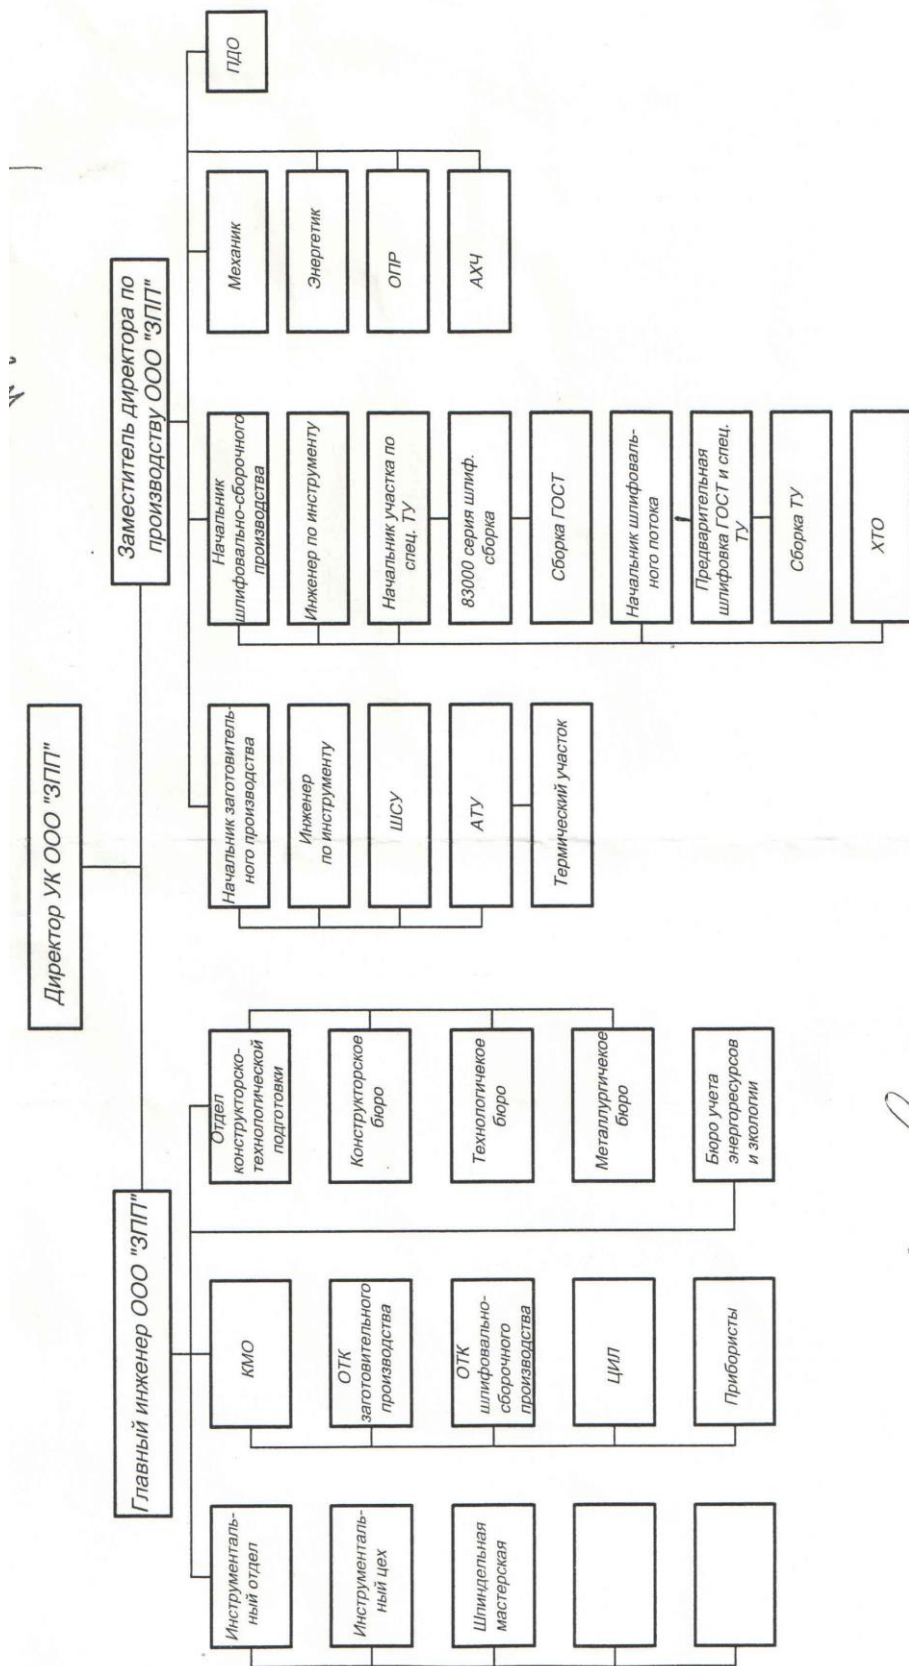 Директор УК ООО "ЗПП"
Главный инженер ООО "ЗПП"
Заместитель директора по
производству ООО "ЗПП"
Инструменталь-
ный отдел
Инструменталь-
ный цех
Шпиндельная
мастерская
КМО
ОТК
заготовительного
производства
ОТК
шлифовально-
сборочного
производства
ЦИЛ
Прибористы
Отдел
конструкторско-
технологической
подготовки
Конструкторское
бюро
Технологичекое
бюро
Металлургичекое
бюро
Бюро учета
энергоресурсов
и экологии
Начальник заготовитель-
ного производства
Инженер
по инструменту
ШСУ
АТУ
Термический участок
Начальник
шлифовально-сборочного
производства
Инженер по инструменту
Начальник участка по
спец. ТУ
83000 серия шлиф.
сборка
Сборка ГОСТ
Начальник шлифоваль-
ного потока
Предварительная
шлифовка ГОСТ и спец.
ТУ
Сборка ТУ
ХТО
Механик
Энергетик
ОПР
АХЧ
ПДО